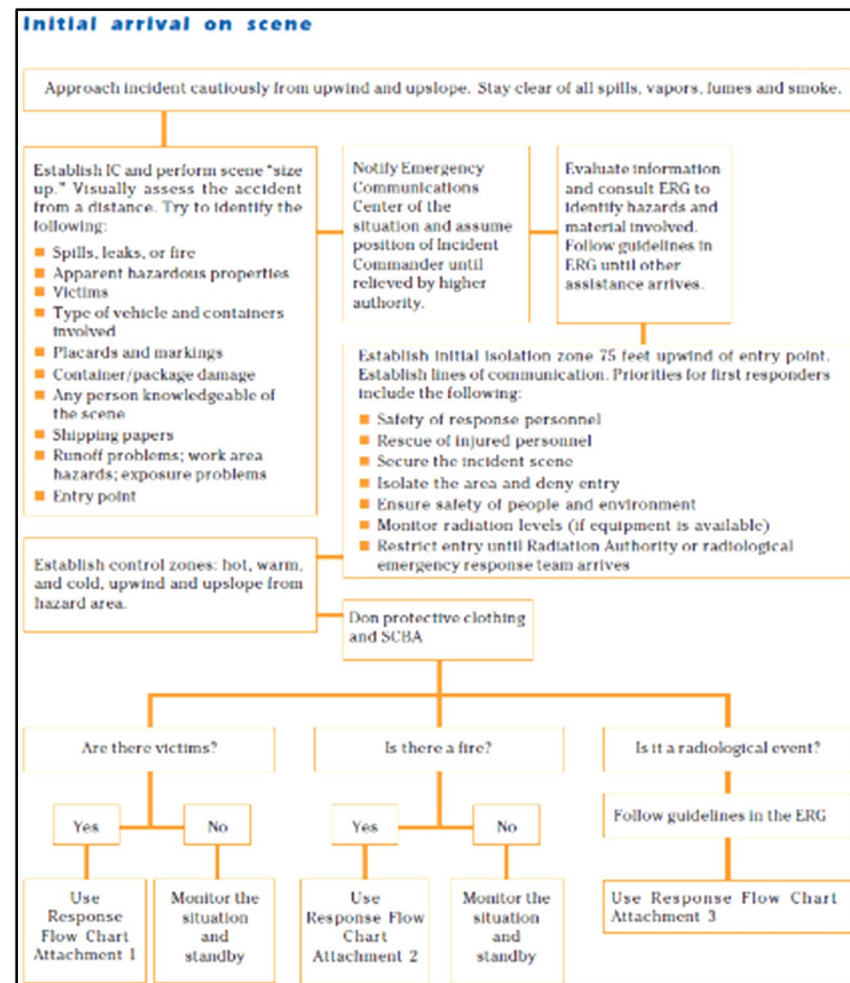 Initial arrival on scene
Approach incident cautiously from upwind and upslope. Stay clear of all spills, vapors, fumes and smoke.
Establish IC and perform scene "size
up." Visually assess the accident
from a distance. Try to identify the
following:
Spills, leaks, or fire
Apparent hazardous properties
Victims
Type of vehicle and containers
involved
Placards and markings
Container/package damage
Any person knowledgeable of
the scene
Shipping papers
Runoff problems; work area
hazards; exposure problems
Entry point
Notify Emergency
Communications
Center of the
situation and assume
position of Incident
Commander until
relieved by higher
authority.
Evaluate information
and consult ERG to
identify hazards and
material involved.
Follow guidelines in
ERG until other
assistance arrives.
Establish initial isolation zone 75 feet upwind of entry point.
Establish lines of communication. Priorities for first responders
include the following:
Safety of response personnel
Rescue of injured personnel
Secure the incident scene
Isolate the area and deny entry
Ensure safety of people and environment
Monitor radiation levels (if equipment is available)
Restrict entry until Radiation Authority or radiological
emergency response team arrives
Establish control zones: hot, warm,
and cold, upwind and upslope from
hazard area.
Don protective clothing
and SCBA
Are there victims?
Yes
No
Use
Response
Flow Chart
Attachment 1
Monitor the
situation
and
standby
Is there a fire?
Yes
No
Use
Response Flow
Chart
Attachment 2
Monitor the
situation
and
standby
Is it a radiological event?
Follow guidelines in the ERG
Use Response Flow Chart
Attachment 3